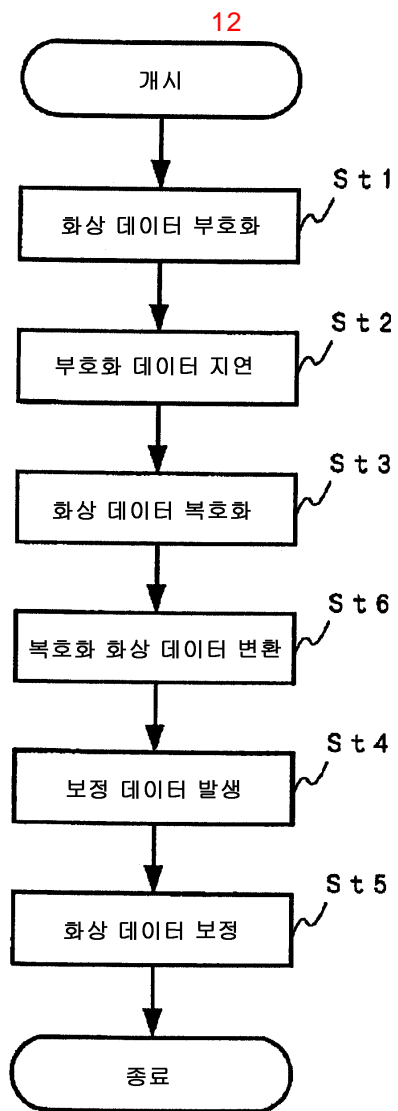 12
개시
St1
화상 데이터 부호화
St2
부호화 데이터 지연
St3
화상 데이터 복호화
St6
복호화 화상 데이터 변환
St4
보정 데이터 발생
St5
화상 데이터 보정
종료